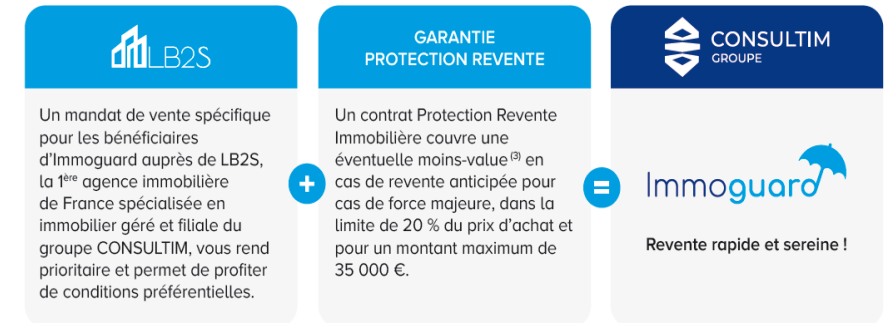 LB2S
Un mandat de vente spécifique
pour les bénéficiaires
d’Immoguard auprès de LB2S,
la 1ère agence immobilière
de France spécialisée en
immobilier géré et filiale du
groupe CONSULTIM, vous rend
prioritaire et permet de profiter
de conditions préférentielles.
+
GARANTIE
PROTECTION REVENTE
Un contrat Protection Revente
Immobilière couvre une
éventuelle moins-value (3) en
cas de revente anticipée pour
cas de force majeure, dans la
limite de 20 % du prix d’achat et
pour un montant maximum de
35 000 €.
=
CONSULTIM
GROUPE
Immoguard
Revente rapide et sereine !